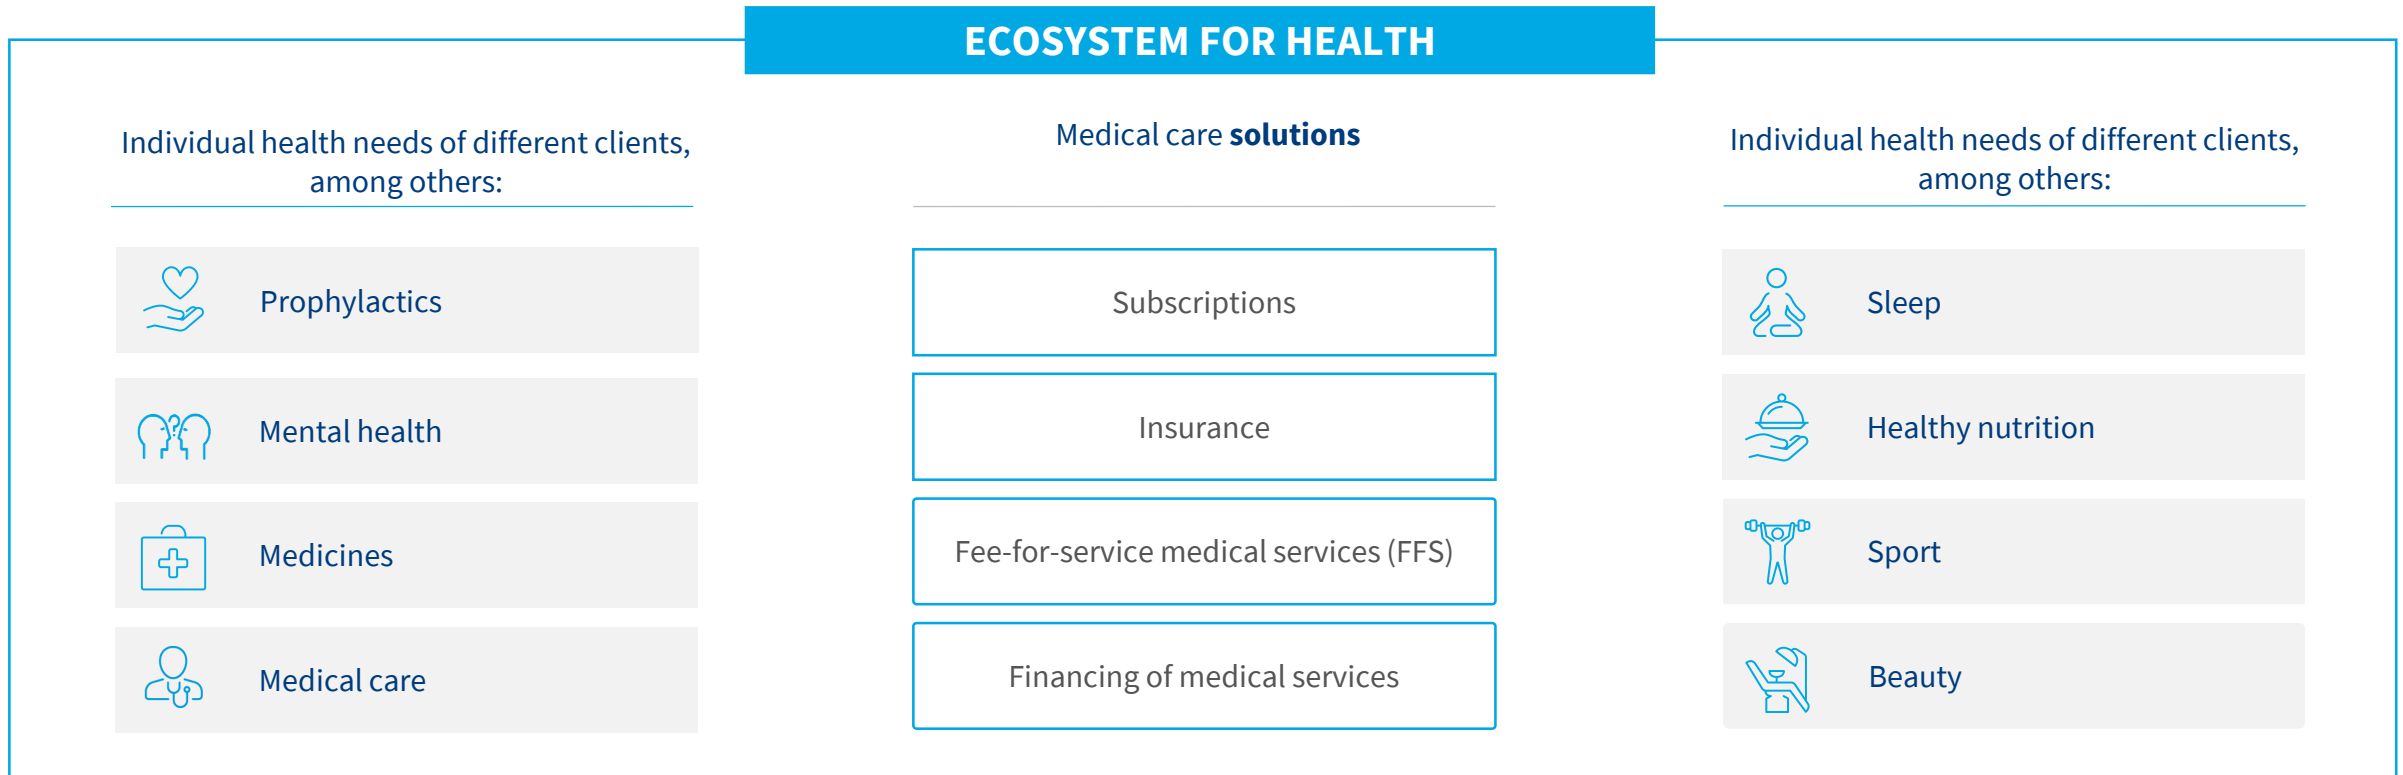 ECOSYSTEM FOR HEALTH
Individual health needs of different clients,
among others:
Prophylactics
Mental health
Medicines
Medical care
Medical care solutions
Subscriptions
Insurance
Fee-for-service medical services (FFS)
Financing of medical services
Individual health needs of different clients,
among others:
Sleep
Healthy nutrition
Sport
Beauty